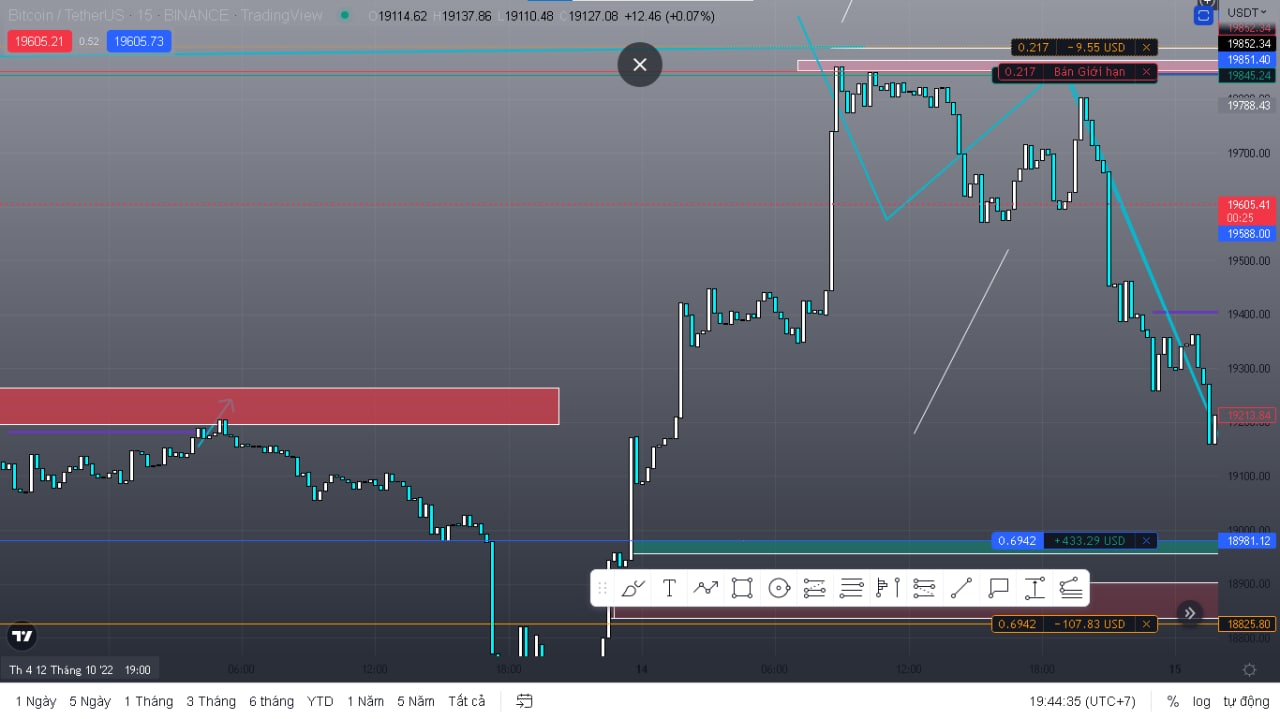 Bitcoin / TetherUS · 15 · BINANCE · TradingView O19114.62 H19137.86 L19110.48 C19127.08 +12.46 (+0.07%)
USDT
19605.21 0.52 19605.73
19852.34
0.217 −9.55 USD
19852.34
19851.40
0.217 Bán Giới hạn
19845.24
19788.43
19700.00
19605.41
00:25
19588.00
19500.00
19400.00
19300.00
19213.84
19100.00
19000.00
0.6942 +433.29 USD
18981.12
18900.00
0.6942 −107.83 USD
18825.80
18800.00
Th 4 12 Tháng 10 '22 19:00 06:00 12:00 18:00 14 06:00 12:00 18:00 15
1 Ngày 5 Ngày 1 Tháng 3 Tháng 6 tháng YTD 1 Năm 5 Năm Tất cả 19:44:35 (UTC+7) % log tự động